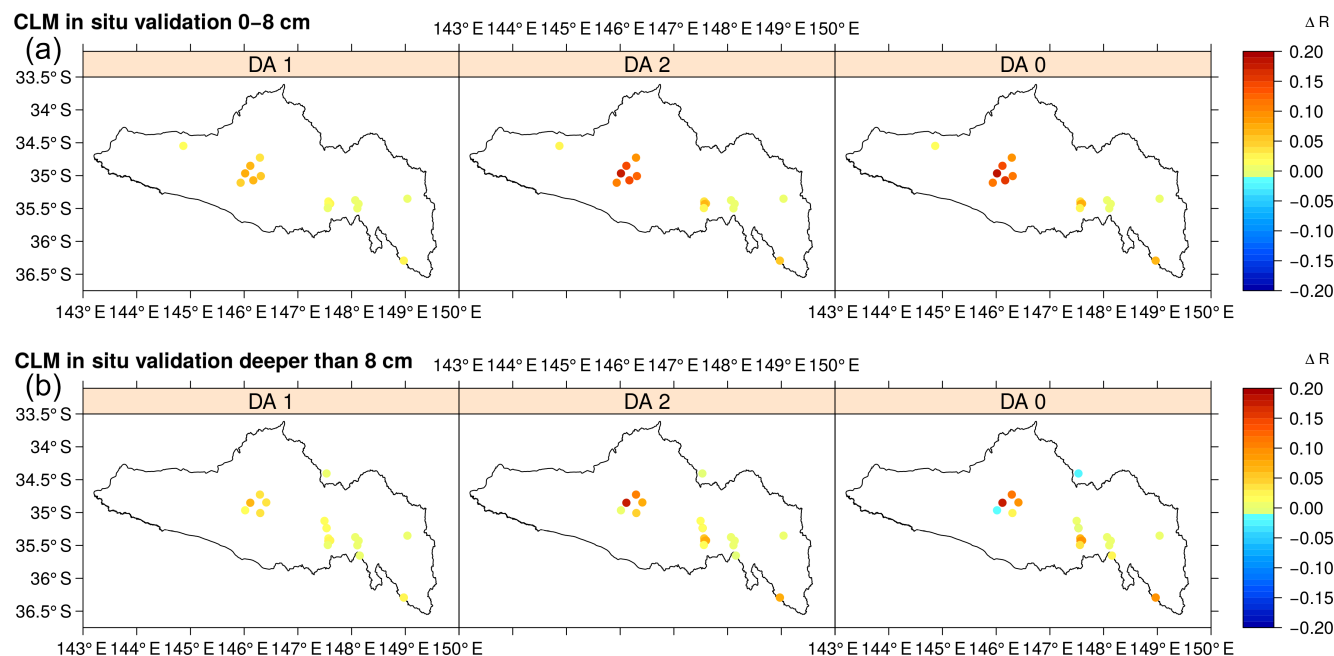 CLM in situ validation 0−8 cm
143° E 144° E 145° E 146° E 147° E 148° E 149° E 150° E
Δ R
(a)
DA 1
DA 2
DA 0
33.5° S
34° S
34.5° S
35° S
35.5° S
36° S
36.5° S
0.20
0.15
0.10
0.05
0.00
−0.05
−0.10
−0.15
−0.20
143° E 144° E 145° E 146° E 147° E 148° E 149° E 150° E
143° E 144° E 145° E 146° E 147° E 148° E 149° E 150° E
CLM in situ validation deeper than 8 cm
143° E 144° E 145° E 146° E 147° E 148° E 149° E 150° E
Δ R
(b)
DA 1
DA 2
DA 0
33.5° S
34° S
34.5° S
35° S
35.5° S
36° S
36.5° S
0.20
0.15
0.10
0.05
0.00
−0.05
−0.10
−0.15
−0.20
143° E 144° E 145° E 146° E 147° E 148° E 149° E 150° E
143° E 144° E 145° E 146° E 147° E 148° E 149° E 150° E